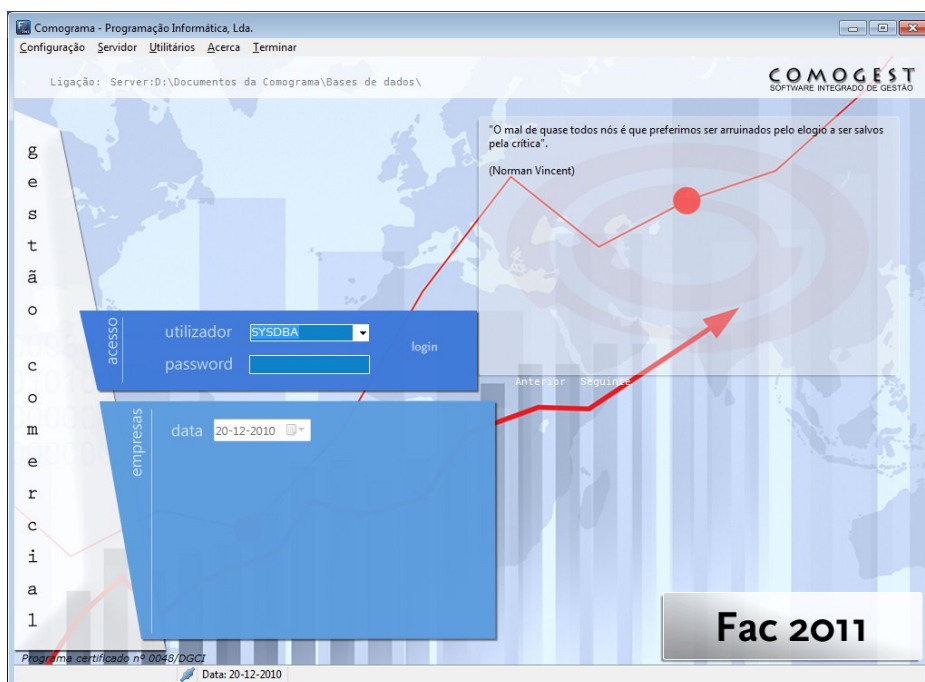 Comograma - Programação Informática, Lda.
Configuração Servidor Utilitários Acerca Terminar
Ligação: Server:D:\Documentos da Comograma\Bases de dados\
COMOGEST
SOFTWARE INTEGRADO DE GESTÃO
"O mal de quase todos nós é que preferimos ser arruinados pelo elogio a ser salvos
pela crítica".
(Norman Vincent)
gestão comercial
acesso
utilizador SYSDBA
password
login
Anterior Seguinte
empresas
data 20-12-2010
Fac 2011
Programa certificado nº 0048/DGCI
Data: 20-12-2010